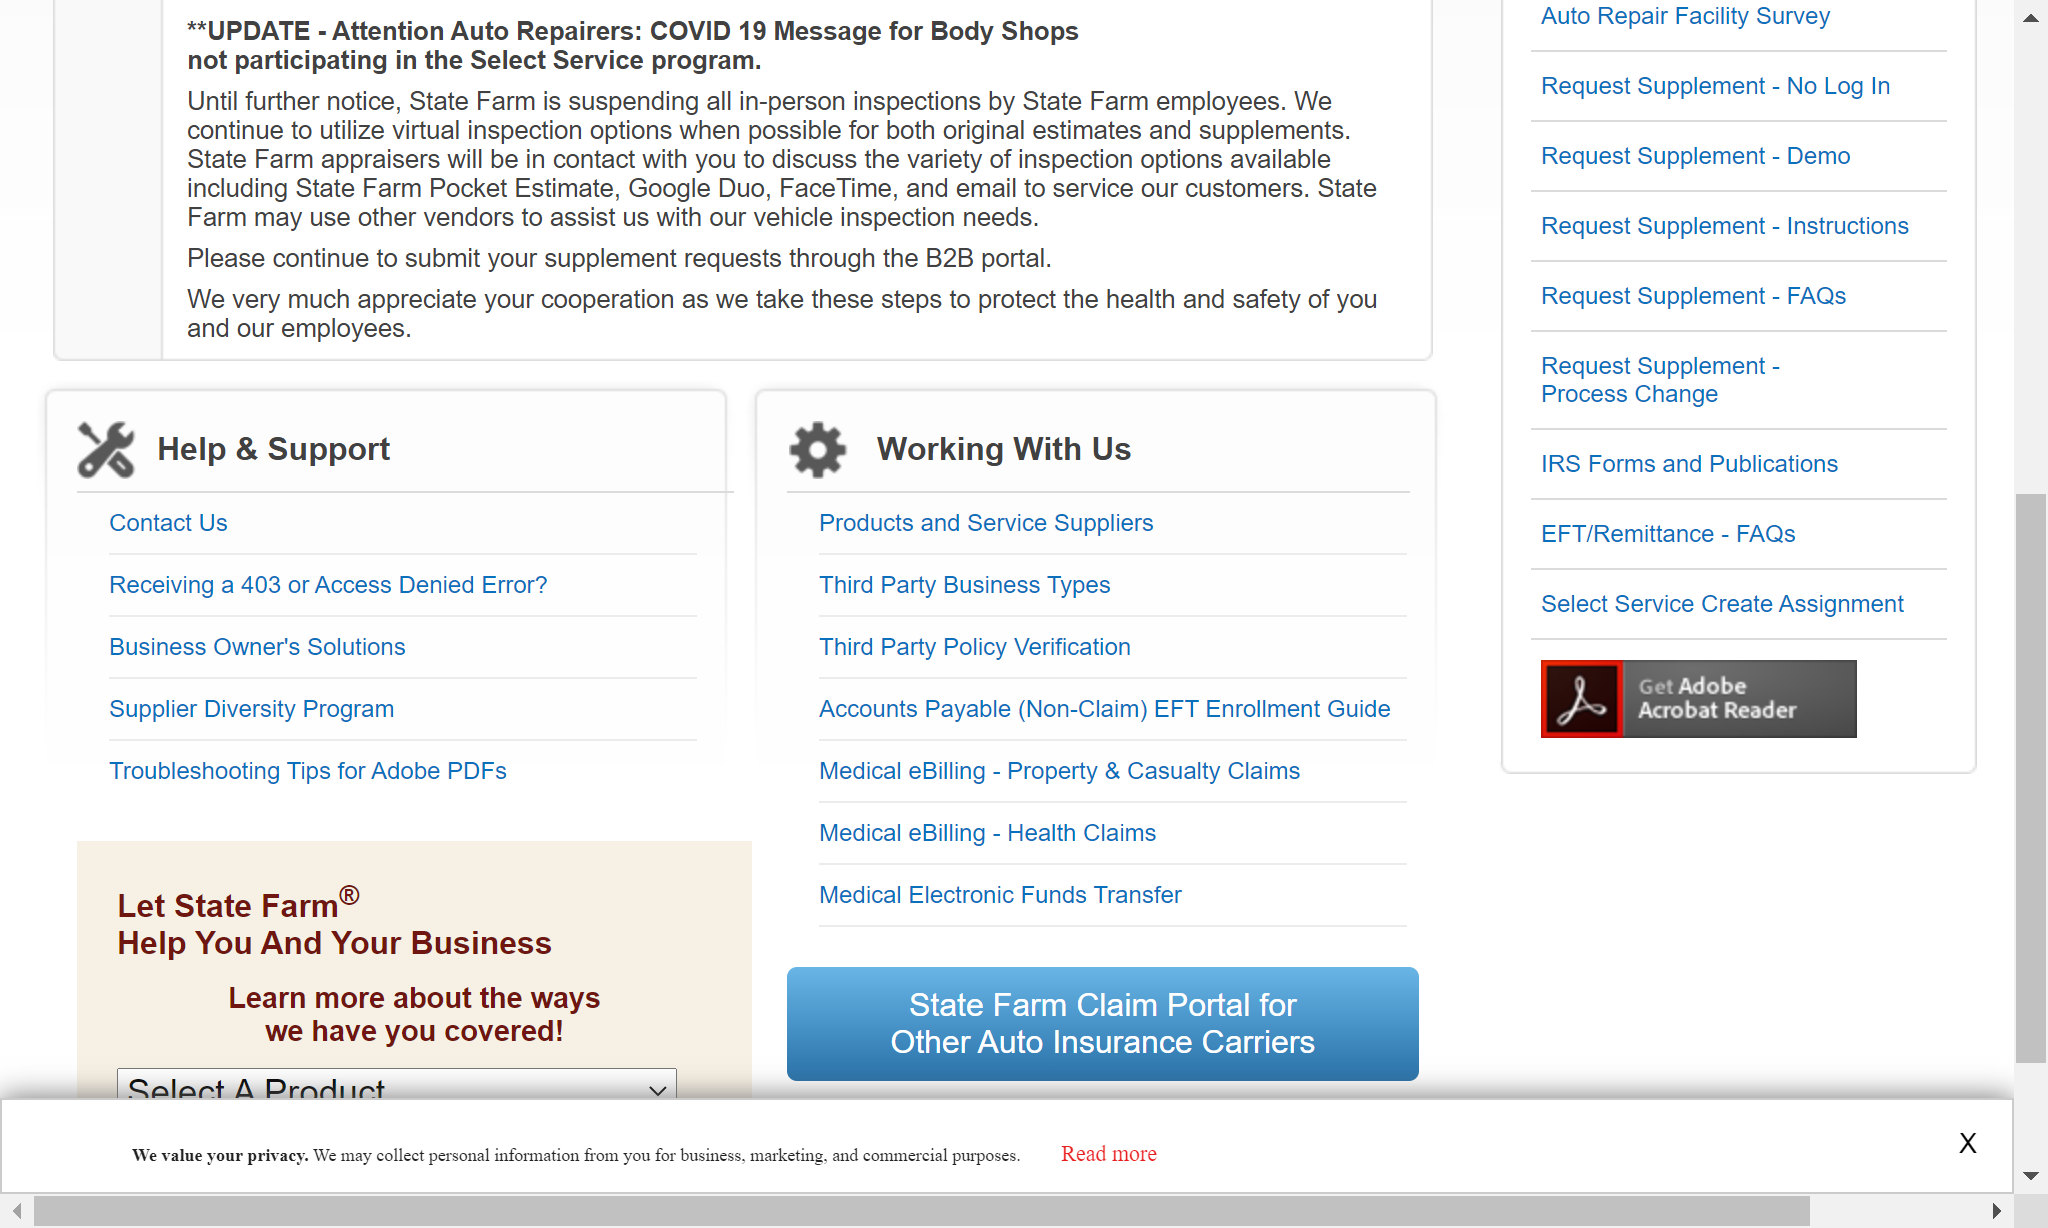 **UPDATE - Attention Auto Repairers: COVID 19 Message for Body Shops
not participating in the Select Service program.
Until further notice, State Farm is suspending all in-person inspections by State Farm employees. We
continue to utilize virtual inspection options when possible for both original estimates and supplements.
State Farm appraisers will be in contact with you to discuss the variety of inspection options available
including State Farm Pocket Estimate, Google Duo, FaceTime, and email to service our customers. State
Farm may use other vendors to assist us with our vehicle inspection needs.
Please continue to submit your supplement requests through the B2B portal.
We very much appreciate your cooperation as we take these steps to protect the health and safety of you
and our employees.
Help & Support
Contact Us
Receiving a 403 or Access Denied Error?
Business Owner's Solutions
Supplier Diversity Program
Troubleshooting Tips for Adobe PDFs
Let State Farm®
Help You And Your Business
Learn more about the ways
we have you covered!
Select A Product
Working With Us
Products and Service Suppliers
Third Party Business Types
Third Party Policy Verification
Accounts Payable (Non-Claim) EFT Enrollment Guide
Medical eBilling - Property & Casualty Claims
Medical eBilling - Health Claims
Medical Electronic Funds Transfer
State Farm Claim Portal for
Other Auto Insurance Carriers
Auto Repair Facility Survey
Request Supplement - No Log In
Request Supplement - Demo
Request Supplement - Instructions
Request Supplement - FAQs
Request Supplement -
Process Change
IRS Forms and Publications
EFT/Remittance - FAQs
Select Service Create Assignment
Get Adobe
Acrobat Reader
We value your privacy. We may collect personal information from you for business, marketing, and commercial purposes. Read more
X